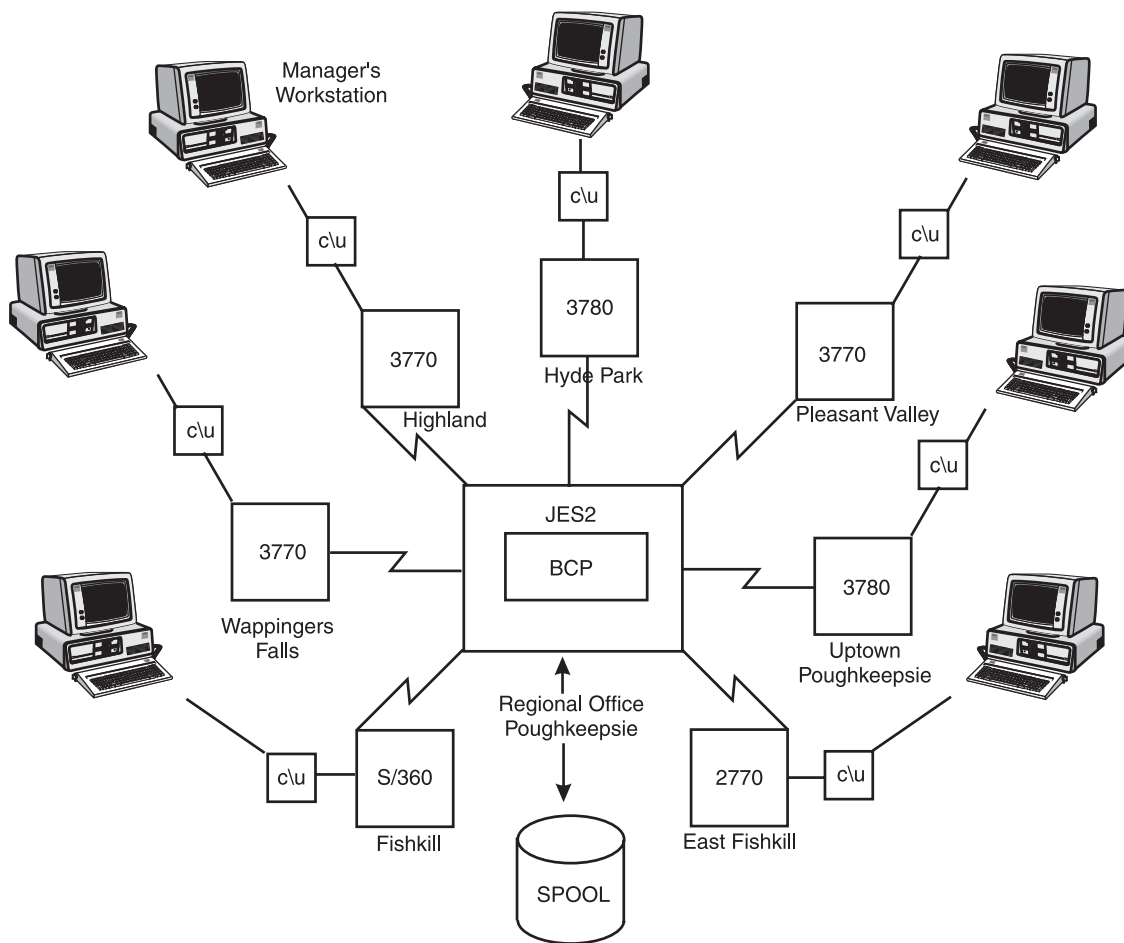 Manager's
Workstation
c\u
c\u
c\u
3780
Hyde Park
3770
Highland
3770
Pleasant Valley
c\u
c\u
JES2
BCP
3770
Wappingers
Falls
3780
Uptown
Poughkeepsie
Regional Office
Poughkeepsie
c\u
S/360
Fishkill
2770
East Fishkill
c\u
SPOOL